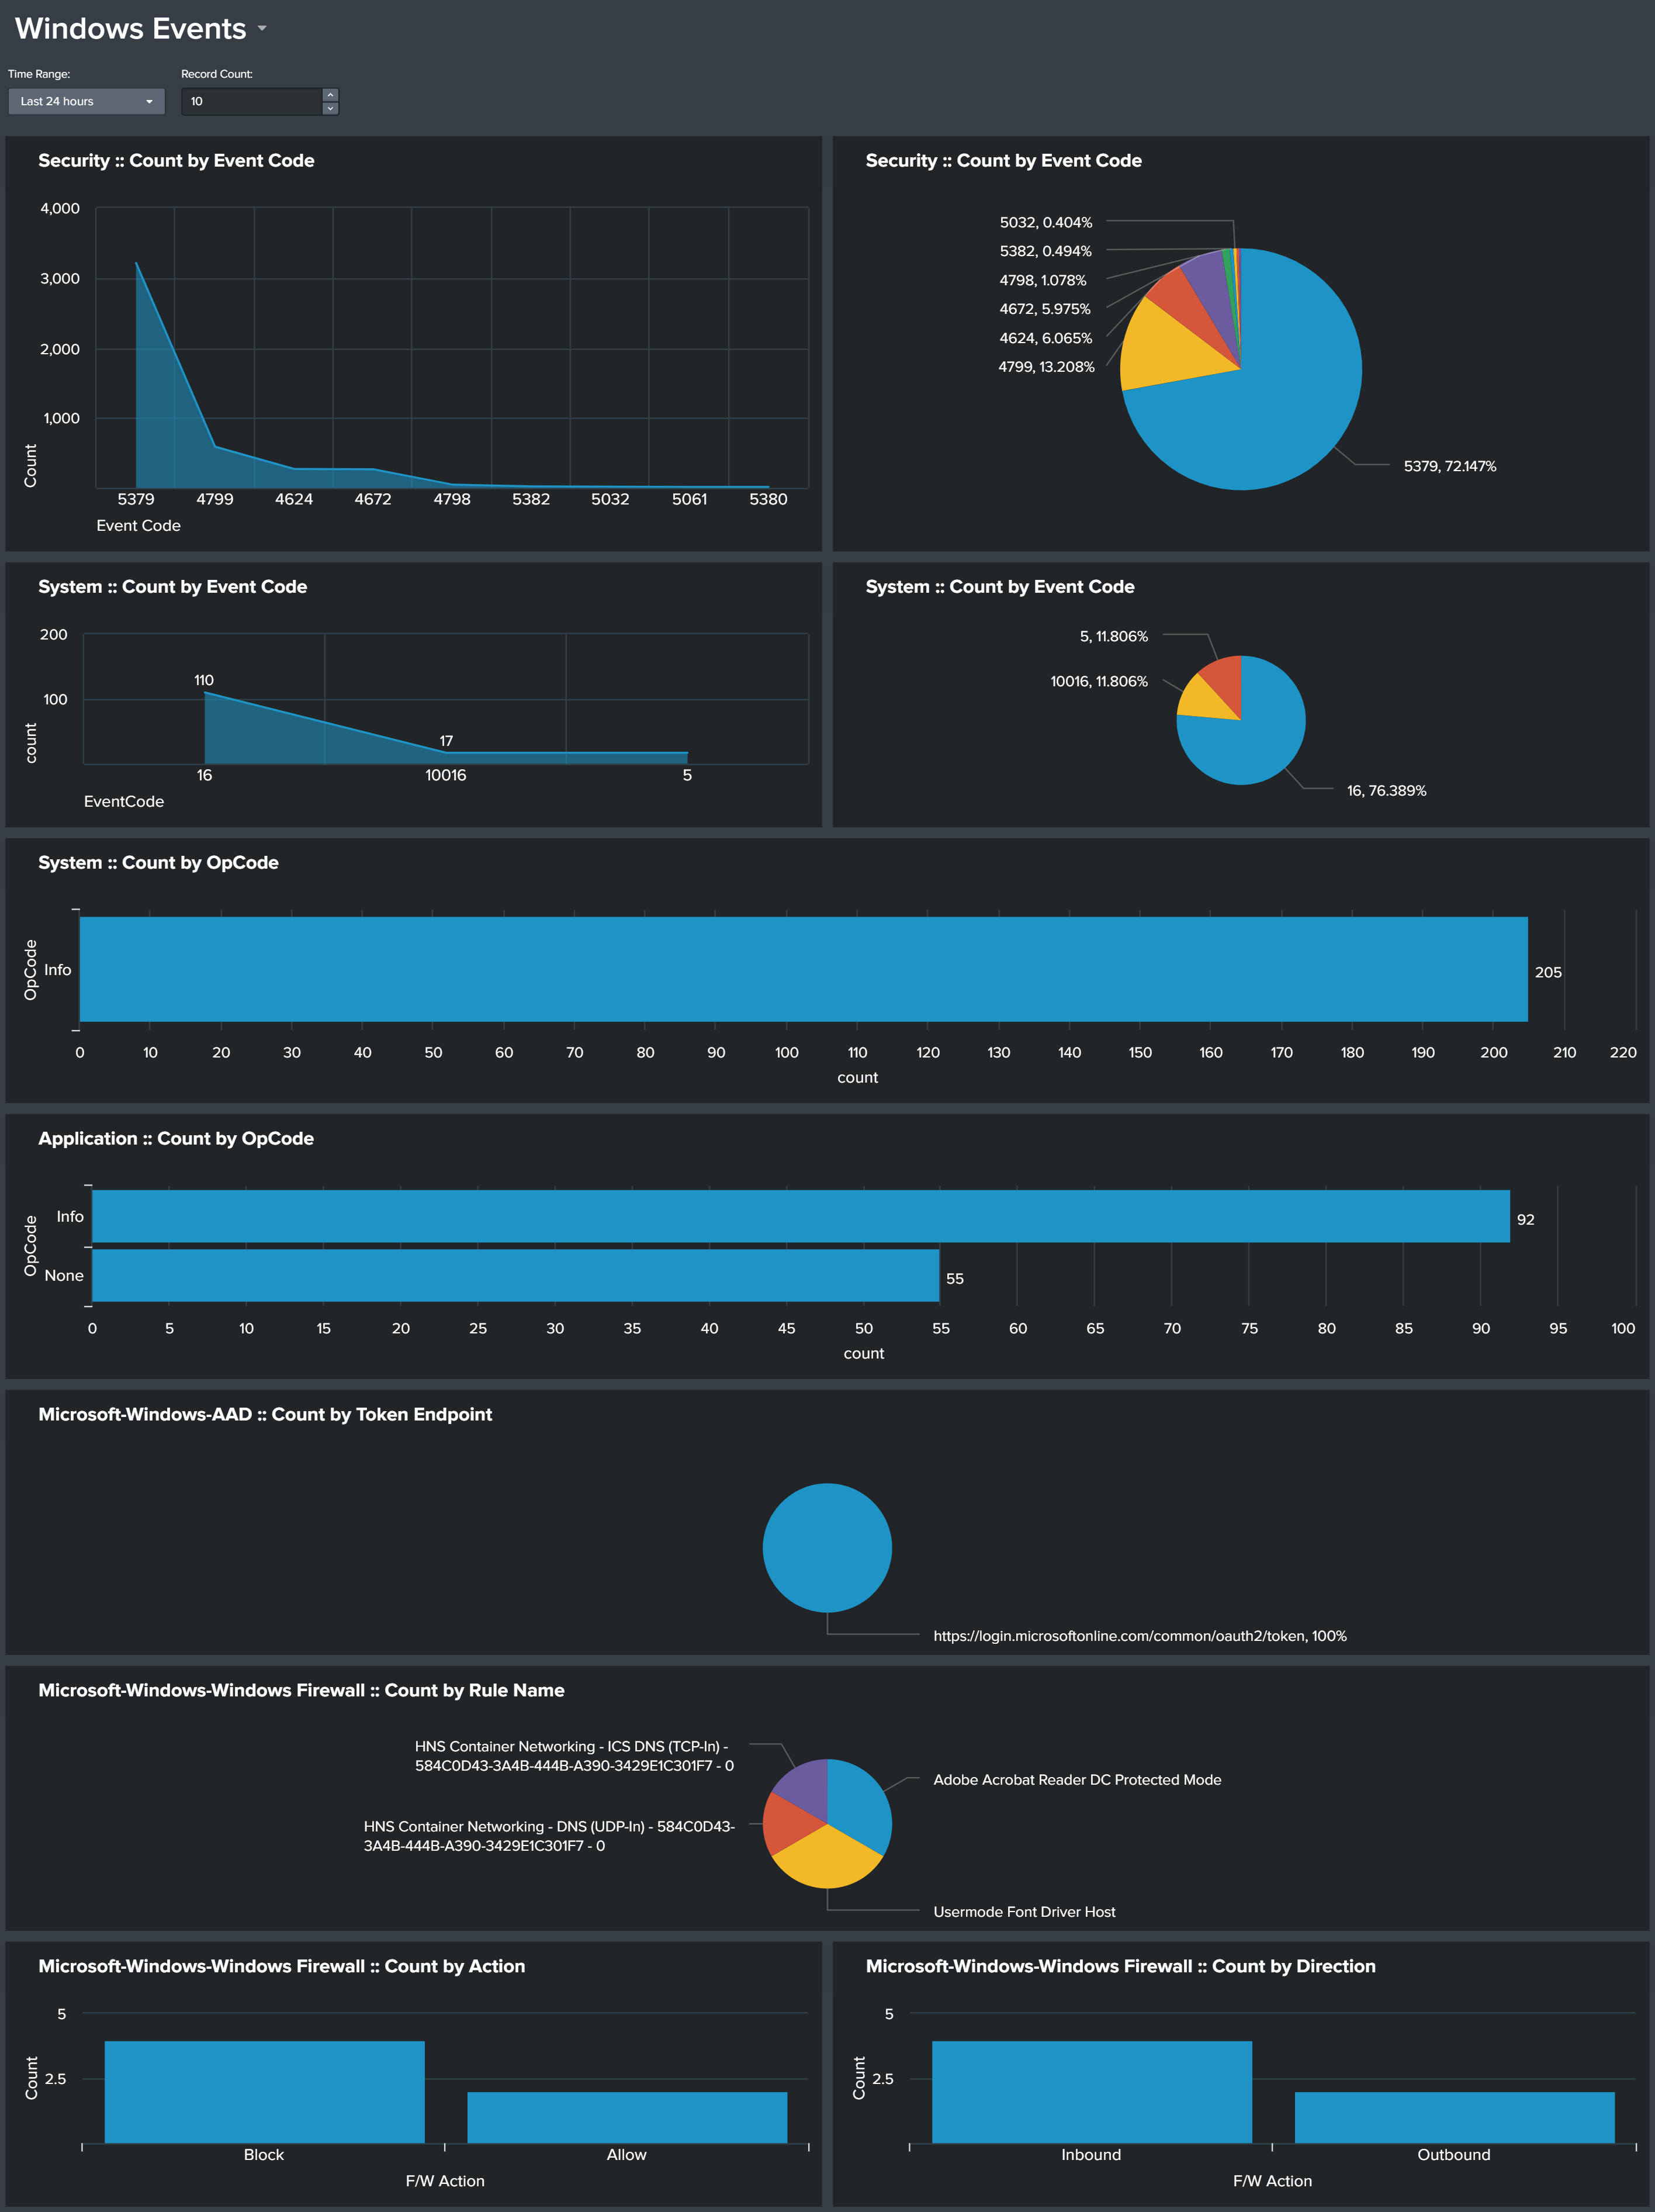 Windows Events
Time Range:
Last 24 hours
Record Count:
10
Security :: Count by Event Code
4,000
3,000
2,000
1,000
Count
5379 4799 4624 4672 4798 5382 5032 5061 5380
Event Code
Security :: Count by Event Code
5032, 0.404%
5382, 0.494%
4798, 1.078%
4672, 5.975%
4624, 6.065%
4799, 13.208%
5379, 72.147%
System :: Count by Event Code
200
100
count
110
17
16 10016 5
EventCode
System :: Count by Event Code
5, 11.806%
10016, 11.806%
16, 76.389%
System :: Count by OpCode
OpCode
Info
205
0 10 20 30 40 50 60 70 80 90 100 110 120 130 140 150 160 170 180 190 200 210 220
count
Application :: Count by OpCode
OpCode
Info
92
None
55
0 5 10 15 20 25 30 35 40 45 50 55 60 65 70 75 80 85 90 95 100
count
Microsoft-Windows-AAD :: Count by Token Endpoint
https://login.microsoftonline.com/common/oauth2/token, 100%
Microsoft-Windows-Windows Firewall :: Count by Rule Name
HNS Container Networking - ICS DNS (TCP-In) -
584C0D43-3A4B-444B-A390-3429E1C301F7 - 0
Adobe Acrobat Reader DC Protected Mode
HNS Container Networking - DNS (UDP-In) - 584C0D43-
3A4B-444B-A390-3429E1C301F7 - 0
Usermode Font Driver Host
Microsoft-Windows-Windows Firewall :: Count by Action
5
2.5
Count
Block Allow
F/W Action
Microsoft-Windows-Windows Firewall :: Count by Direction
5
2.5
Count
Inbound Outbound
F/W Action